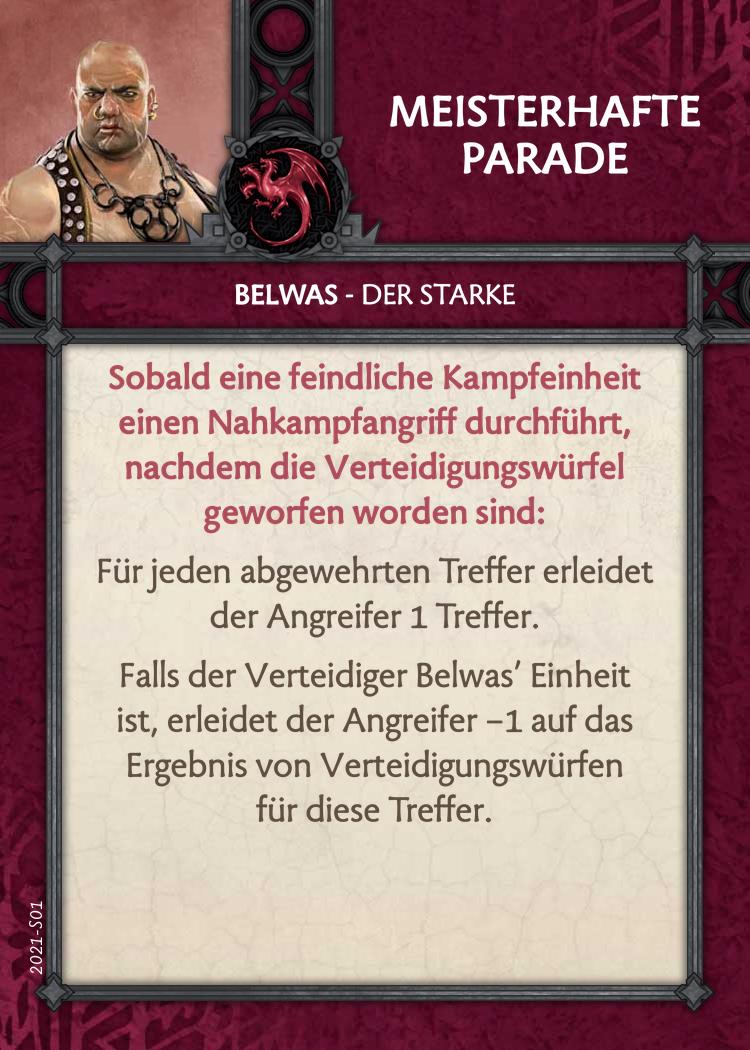 MEISTERHAFTE
PARADE
BELWAS - DER STARKE
Sobald eine feindliche Kampfeinheit
einen Nahkampfangriff durchführt,
nachdem die Verteidigungswürfel
geworfen worden sind:
Für jeden abgewehrten Treffer erleidet
der Angreifer 1 Treffer.
Falls der Verteidiger Belwas’ Einheit
ist, erleidet der Angreifer –1 auf das
Ergebnis von Verteidigungswürfen
für diese Treffer.
2021-S01